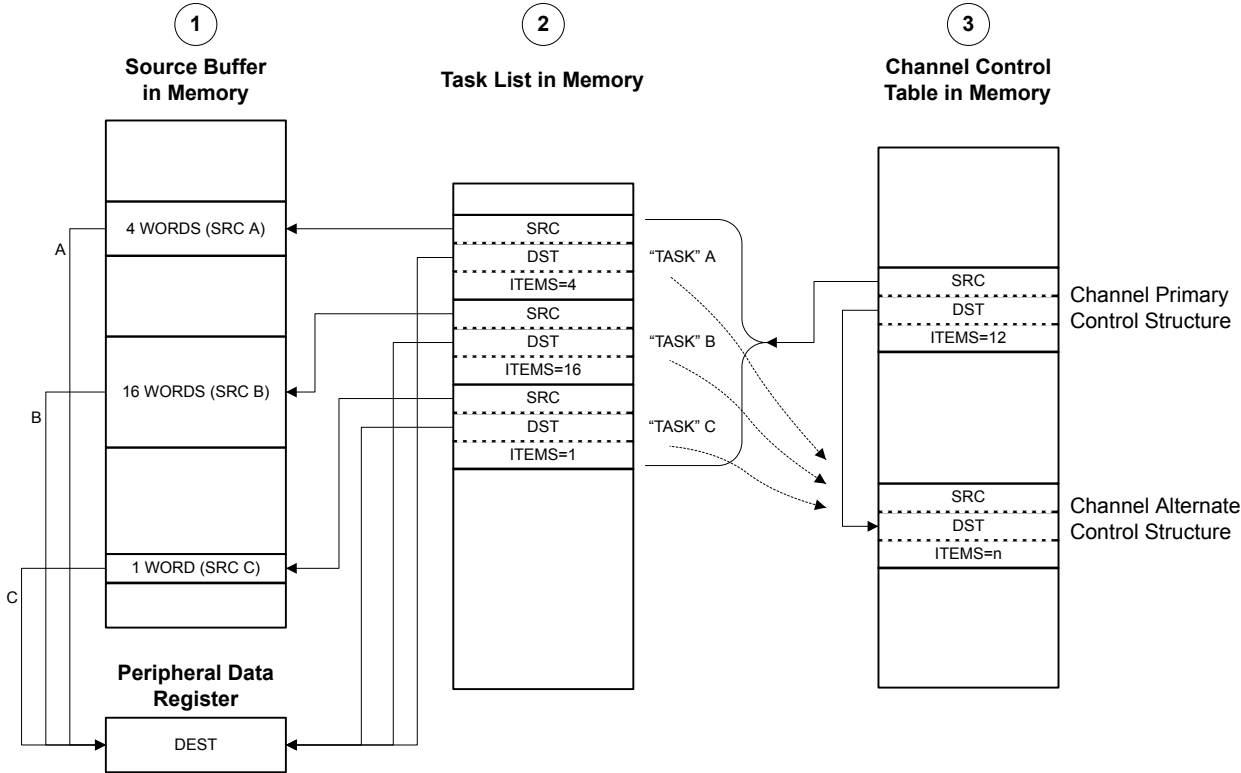 1
Source Buffer
in Memory
4 WORDS (SRC A)
A
16 WORDS (SRC B)
B
1 WORD (SRC C)
C
Peripheral Data
Register
DEST
2
Task List in Memory
SRC
DST
ITEMS=4
"TASK" A
SRC
DST
ITEMS=16
"TASK" B
SRC
DST
ITEMS=1
"TASK" C
3
Channel Control
Table in Memory
SRC
DST
ITEMS=12
Channel Primary
Control Structure
SRC
DST
ITEMS=n
Channel Alternate
Control Structure